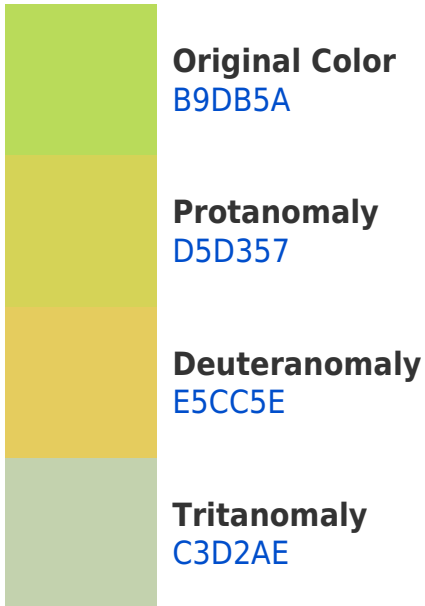 Original Color
B9DB5A
Protanomaly
D5D357
Deuteranomaly
E5CC5E
Tritanomaly
C3D2AE